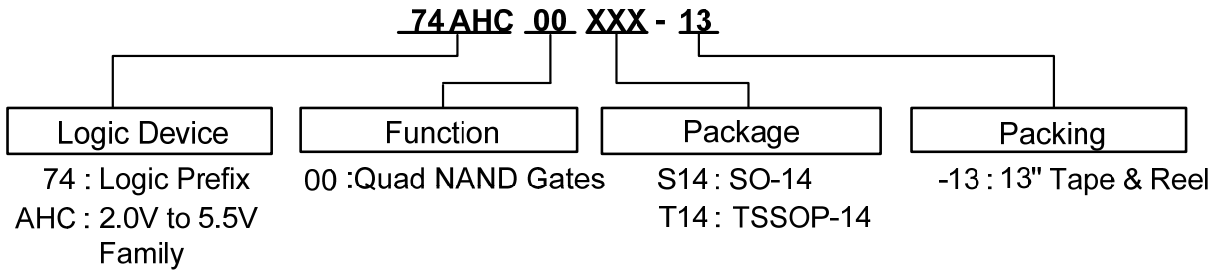 74 AHC 00 XXX - 13
Logic Device
Function
Package
Packing
74 : Logic Prefix
AHC : 2.0V to 5.5V
Family
00 :Quad NAND Gates
S14 : SO-14
T14 : TSSOP-14
-13 : 13" Tape & Reel